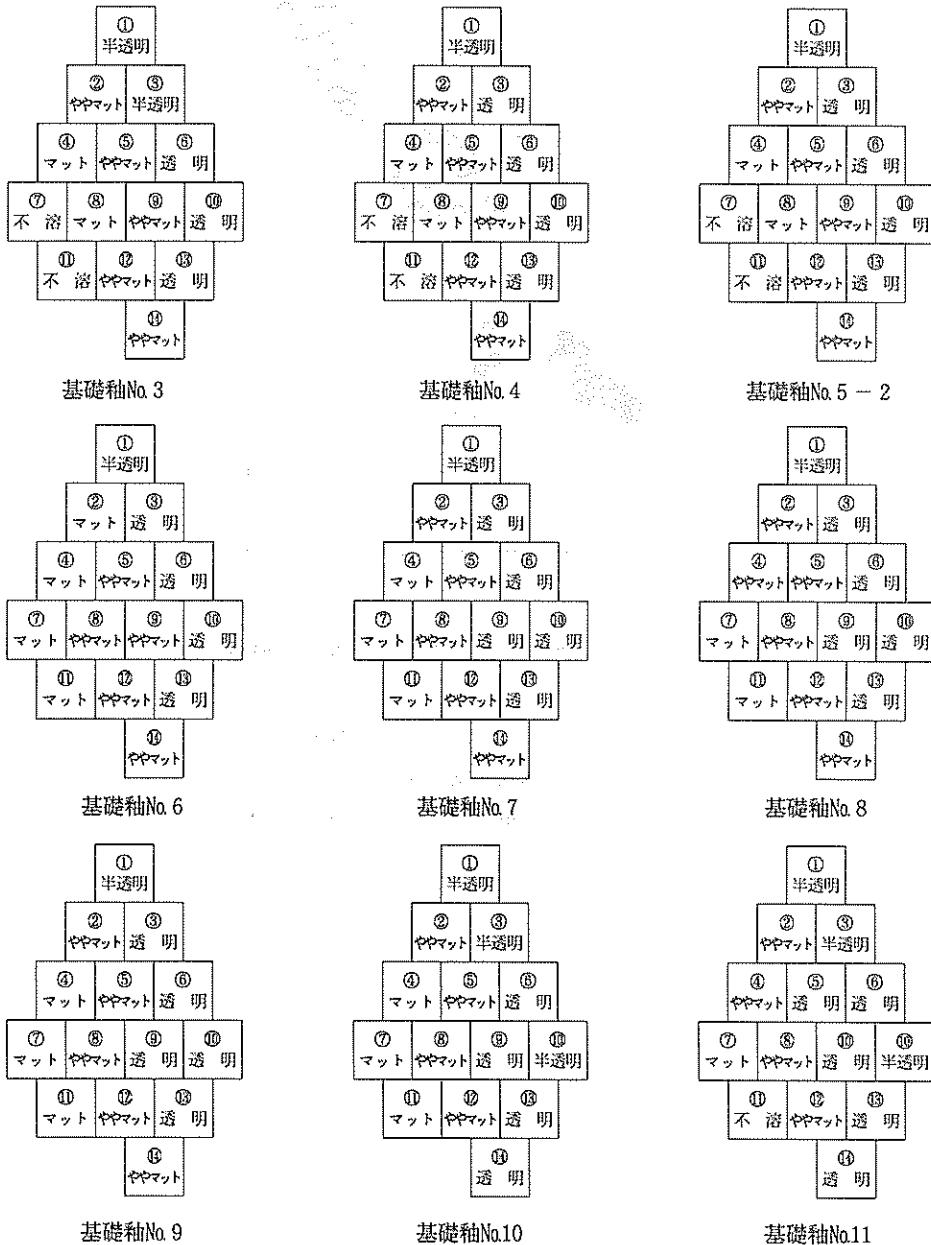 ①
半透明
② ③
ややマット 半透明
④ ⑤ ⑥
マット ややマット 透明
⑦ ⑧ ⑨ ⑩
不溶 マット ややマット 透明
⑪ ⑫ ⑬
不溶 ややマット 透明
⑭
ややマット
基礎釉No.3
①
半透明
② ③
ややマット 透明
④ ⑤ ⑥
マット ややマット 透明
⑦ ⑧ ⑨ ⑩
不溶 マット ややマット 透明
⑪ ⑫ ⑬
不溶 ややマット 透明
⑭
ややマット
基礎釉No.4
①
半透明
② ③
ややマット 透明
④ ⑤ ⑥
マット ややマット 透明
⑦ ⑧ ⑨ ⑩
不溶 マット ややマット 透明
⑪ ⑫ ⑬
不溶 ややマット 透明
⑭
ややマット
基礎釉No.5-2
①
半透明
② ③
マット 透明
④ ⑤ ⑥
マット ややマット 透明
⑦ ⑧ ⑨ ⑩
マット ややマット ややマット 透明
⑪ ⑫ ⑬
マット ややマット 透明
⑭
ややマット
基礎釉No.6
①
半透明
② ③
ややマット 透明
④ ⑤ ⑥
マット ややマット 透明
⑦ ⑧ ⑨ ⑩
マット ややマット 透明 透明
⑪ ⑫ ⑬
マット ややマット 透明
⑭
ややマット
基礎釉No.7
①
半透明
② ③
ややマット 透明
④ ⑤ ⑥
ややマット ややマット 透明
⑦ ⑧ ⑨ ⑩
マット ややマット 透明 透明
⑪ ⑫ ⑬
マット ややマット 透明
⑭
ややマット
基礎釉No.8
①
半透明
② ③
ややマット 透明
④ ⑤ ⑥
マット ややマット 透明
⑦ ⑧ ⑨ ⑩
マット ややマット 透明 透明
⑪ ⑫ ⑬
マット ややマット 透明
⑭
ややマット
基礎釉No.9
①
半透明
② ③
ややマット 半透明
④ ⑤ ⑥
マット ややマット 透明
⑦ ⑧ ⑨ ⑩
マット ややマット 透明 半透明
⑪ ⑫ ⑬
マット ややマット 透明
⑭
透明
基礎釉No.10
①
半透明
② ③
ややマット 半透明
④ ⑤ ⑥
ややマット 透明 透明
⑦ ⑧ ⑩ ⑩
マット ややマット 透明 半透明
⑪ ⑫ ⑬
不溶 ややマット 透明
⑭
透明
基礎釉No.11